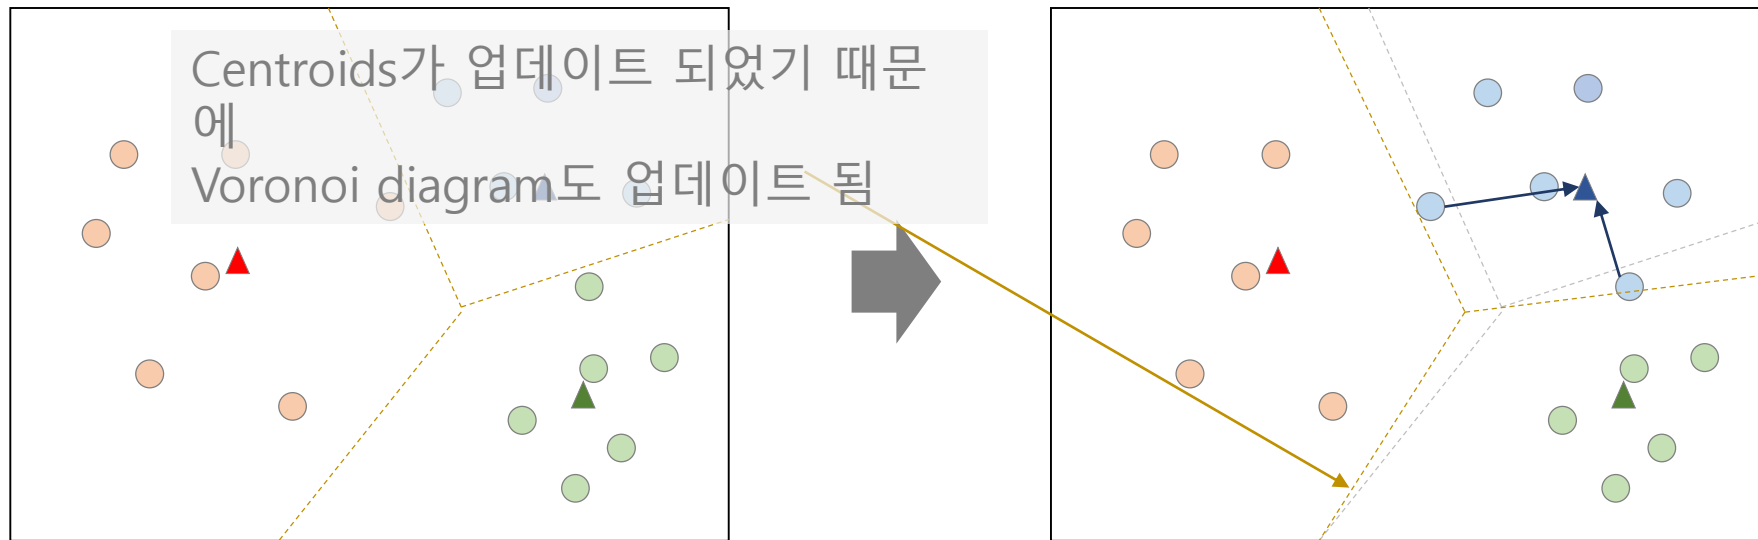 Centroids가 업데이트 되었기 때문
에
Voronoi diagram도 업데이트 됨